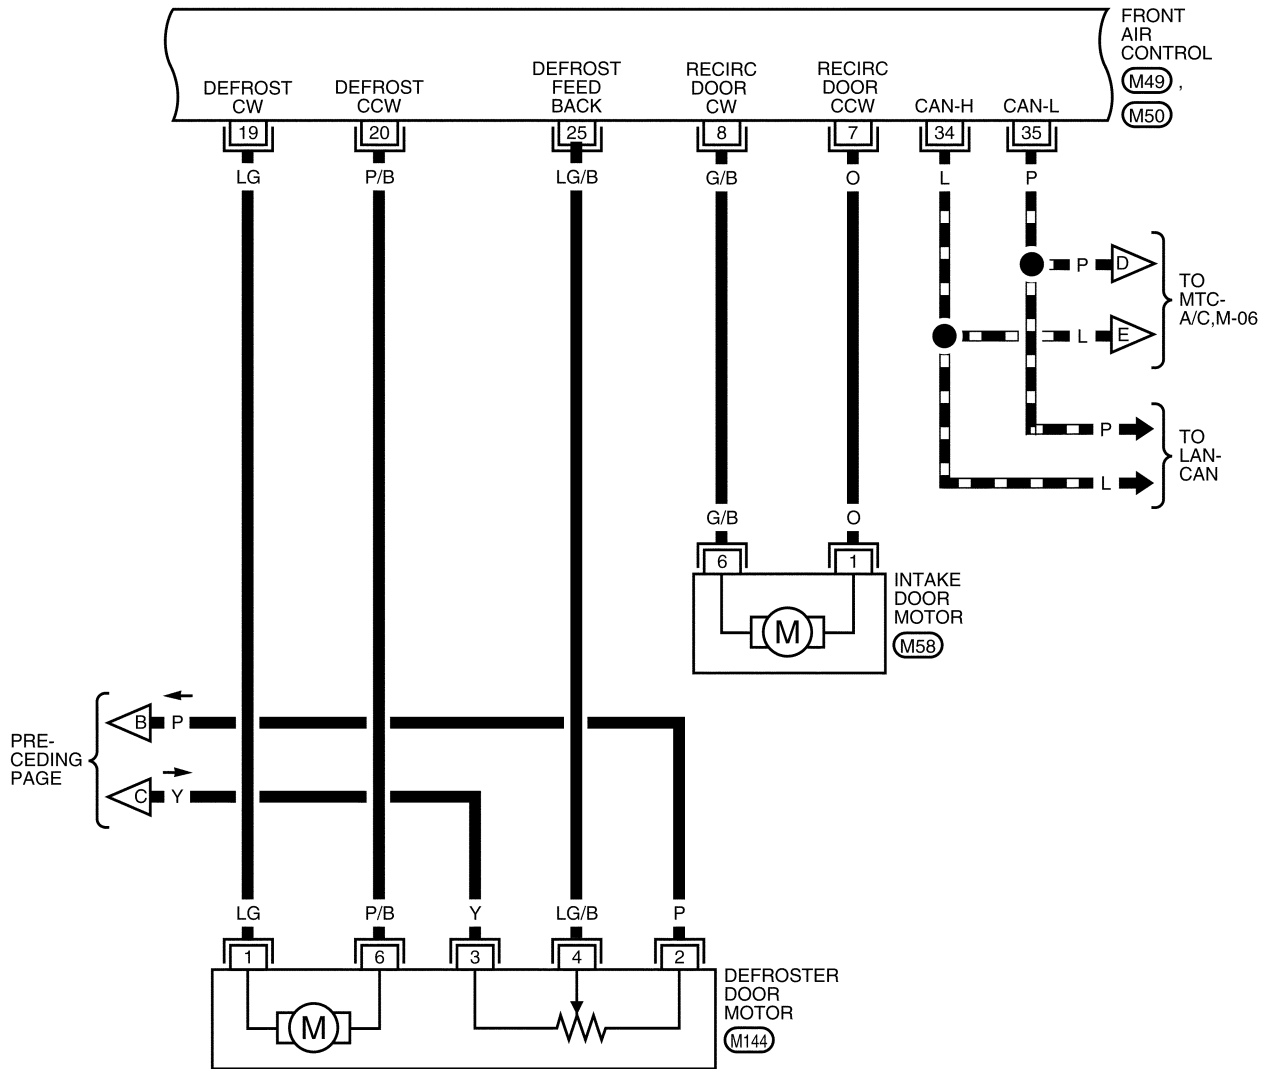 FRONT
AIR
CONTROL
M49 ,
M50
DEFROST
CW
DEFROST
CCW
DEFROST
FEED
BACK
RECIRC
DOOR
CW
RECIRC
DOOR
CCW
CAN-H
CAN-L
19
20
25
8
7
34
35
LG
P/B
LG/B
G/B
O
L
P
P
D
L
E
TO
MTC-
A/C,M-06
P
L
TO
LAN-
CAN
G/B
O
6
1
M
INTAKE
DOOR
MOTOR
M58
PRE-
CEDING
PAGE
B
P
C
Y
LG
P/B
Y
LG/B
P
1
6
3
4
2
M
DEFROSTER
DOOR
MOTOR
M144